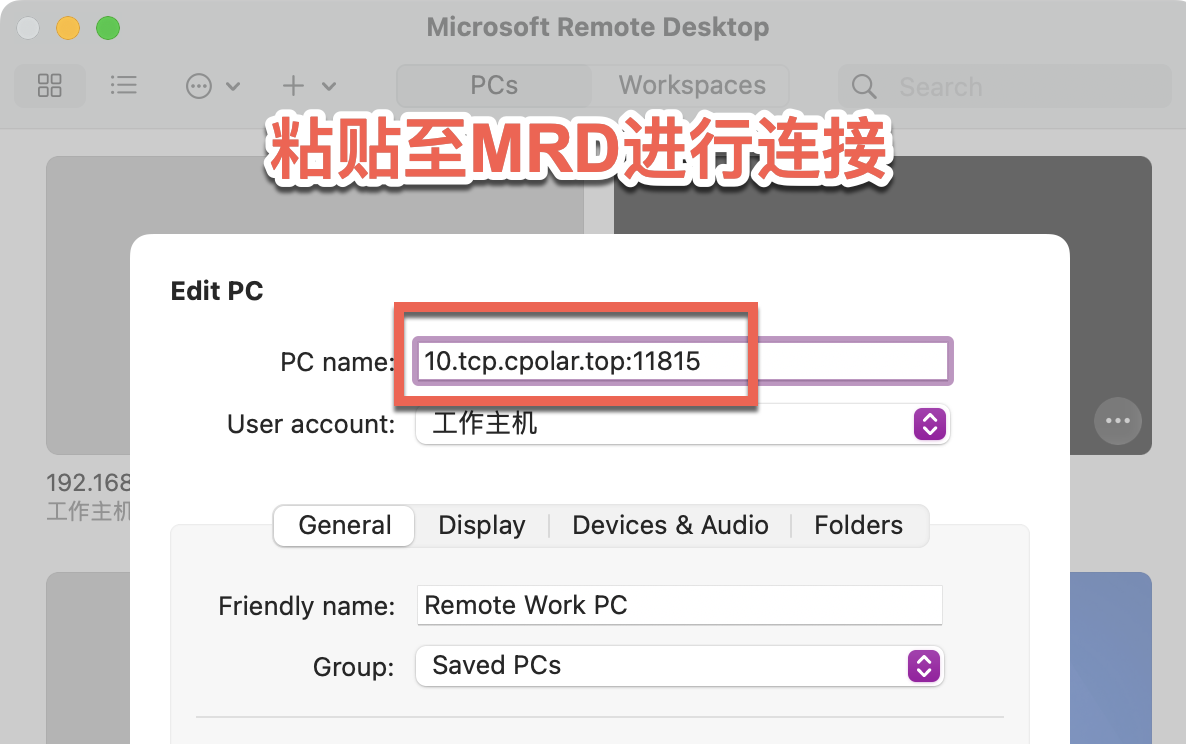 Microsoft Remote Desktop
PCs
Workspaces
Search
粘贴至MRD进行连接
Edit PC
PC name: 10.tcp.cpolar.top:11815
User account: 工作主机
192.168
工作主机
General
Display
Devices & Audio
Folders
Friendly name: Remote Work PC
Group: Saved PCs